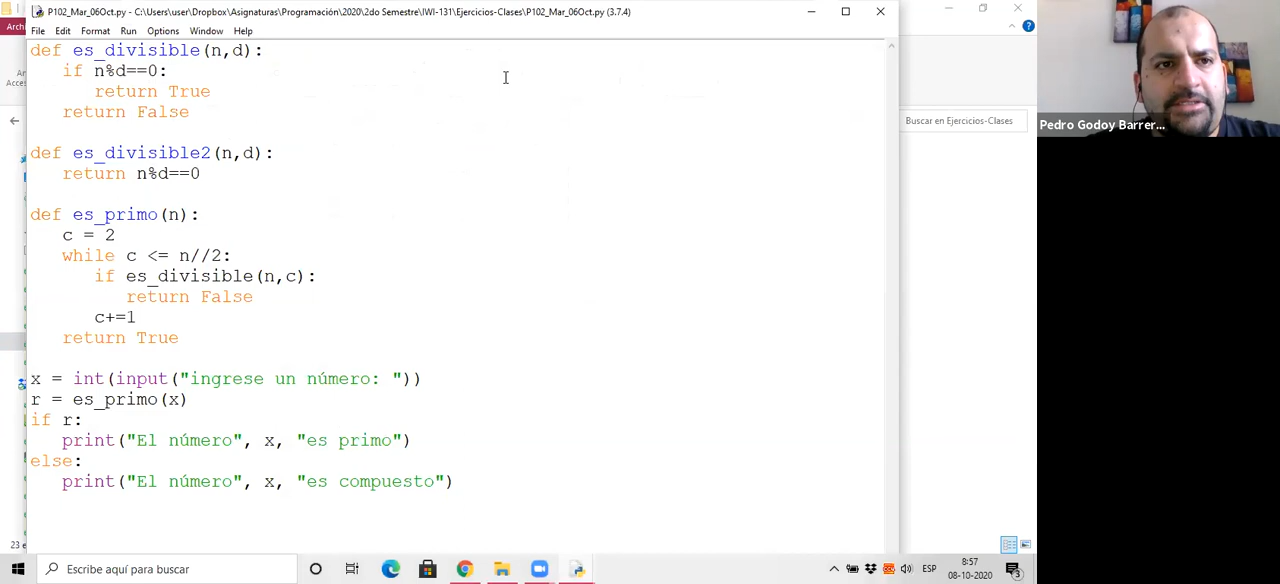 P102_Mar_06Oct.py - C:\Users\user\Dropbox\Asignaturas\Programación\2020\2do Semestre\IWI-131\Ejercicios-Clases\P102_Mar_06Oct.py (3.7.4)
File Edit Format Run Options Window Help
def es_divisible(n,d):
if n%d==0:
return True
return False
def es_divisible2(n,d):
return n%d==0
def es_primo(n):
c = 2
while c <= n//2:
if es_divisible(n,c):
return False
c+=1
return True
x = int(input("ingrese un número: "))
r = es_primo(x)
if r:
print("El número", x, "es primo")
else:
print("El número", x, "es compuesto")
Archi
Acces
Buscar en Ejercicios-Clases
23 e
Pedro Godoy Barrer...
Escribe aquí para buscar
ESP
8:57
08-10-2020
3